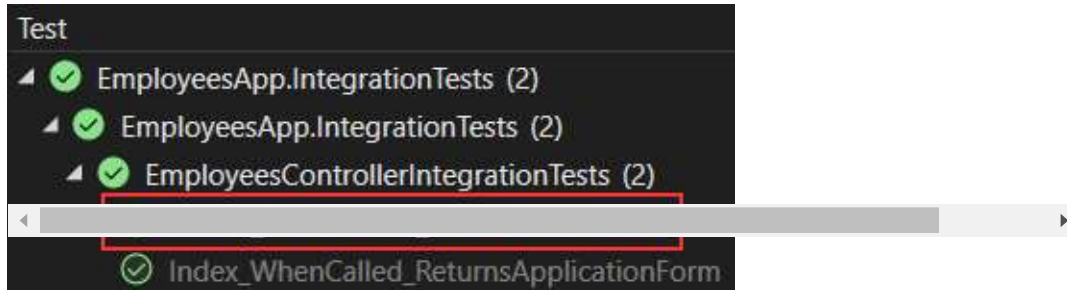 Test
EmployeesApp.IntegrationTests (2)
EmployeesApp.IntegrationTests (2)
EmployeesControllerIntegrationTests (2)
Index_WhenCalled_ReturnsApplicationForm